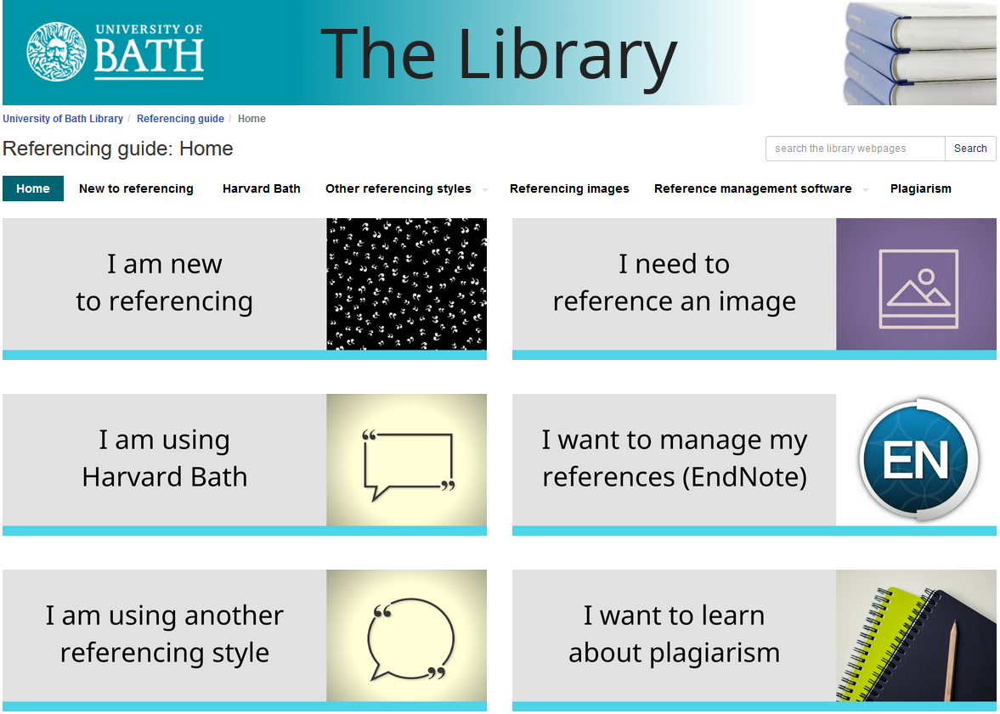 UNIVERSITY OF
BATH
The Library
University of Bath Library / Referencing guide / Home
Referencing guide: Home
search the library webpages Search
Home New to referencing Harvard Bath Other referencing styles Referencing images Reference management software Plagiarism
I am new
to referencing
I need to
reference an image
I am using
Harvard Bath
I want to manage my
references (EndNote)
EN
I am using another
referencing style
I want to learn
about plagiarism